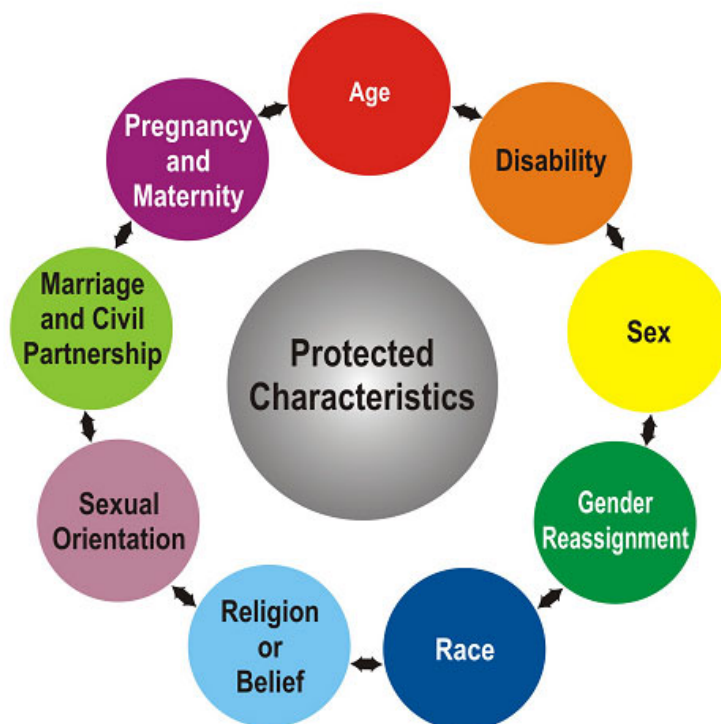 Age
Disability
Sex
Gender
Reassignment
Race
Religion
or
Belief
Sexual
Orientation
Marriage
and Civil
Partnership
Pregnancy
and
Maternity
Protected
Characteristics